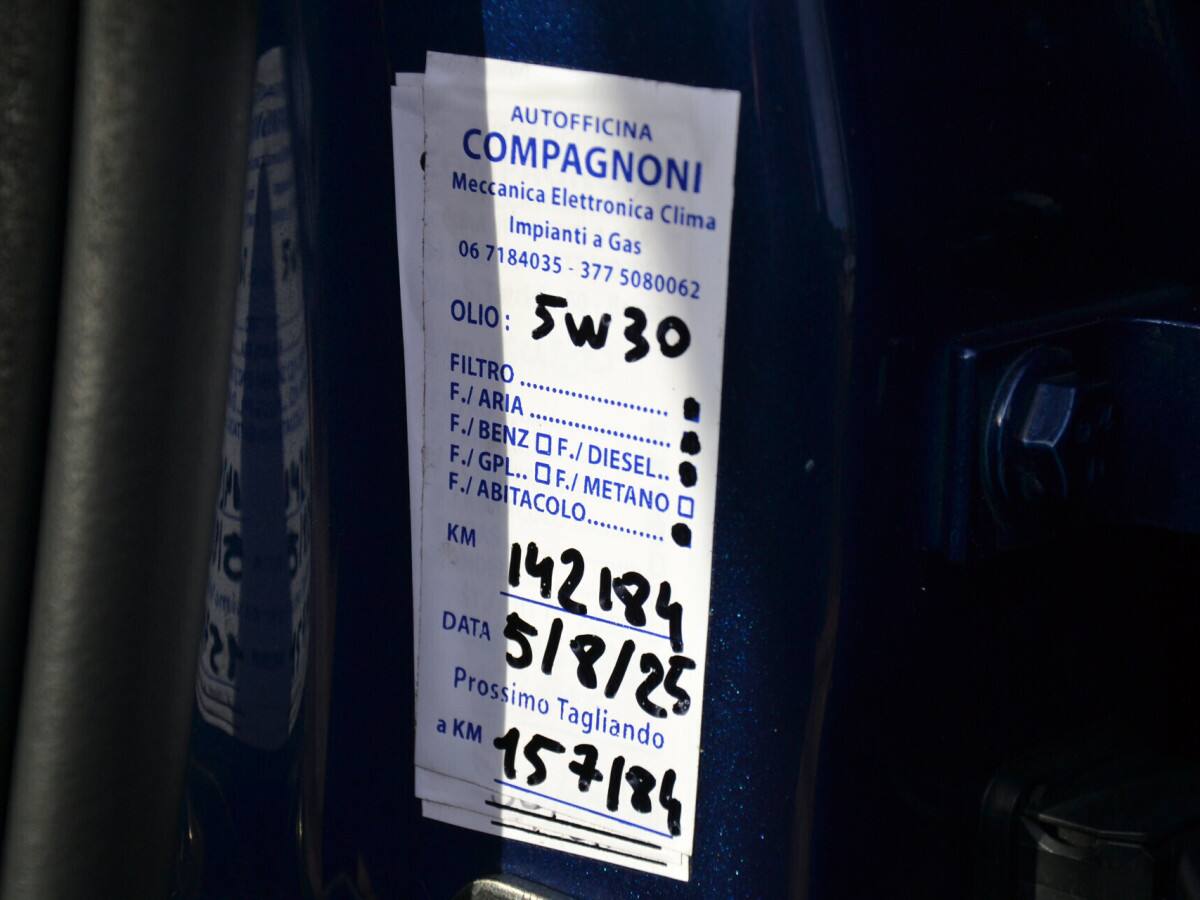 AUTOFFICINA
COMPAGNONI
Meccanica Elettronica Clima
Impianti a Gas
06 7184035 - 377 5080062
OLIO: 5W30
FILTRO ........................
F./ ARIA .......................
F./ BENZ □ F./ DIESEL..
F./ GPL.. □ F./ METANO □
F./ ABITACOLO............
KM 142184
DATA 5/8/25
Prossimo Tagliando
a KM 157184